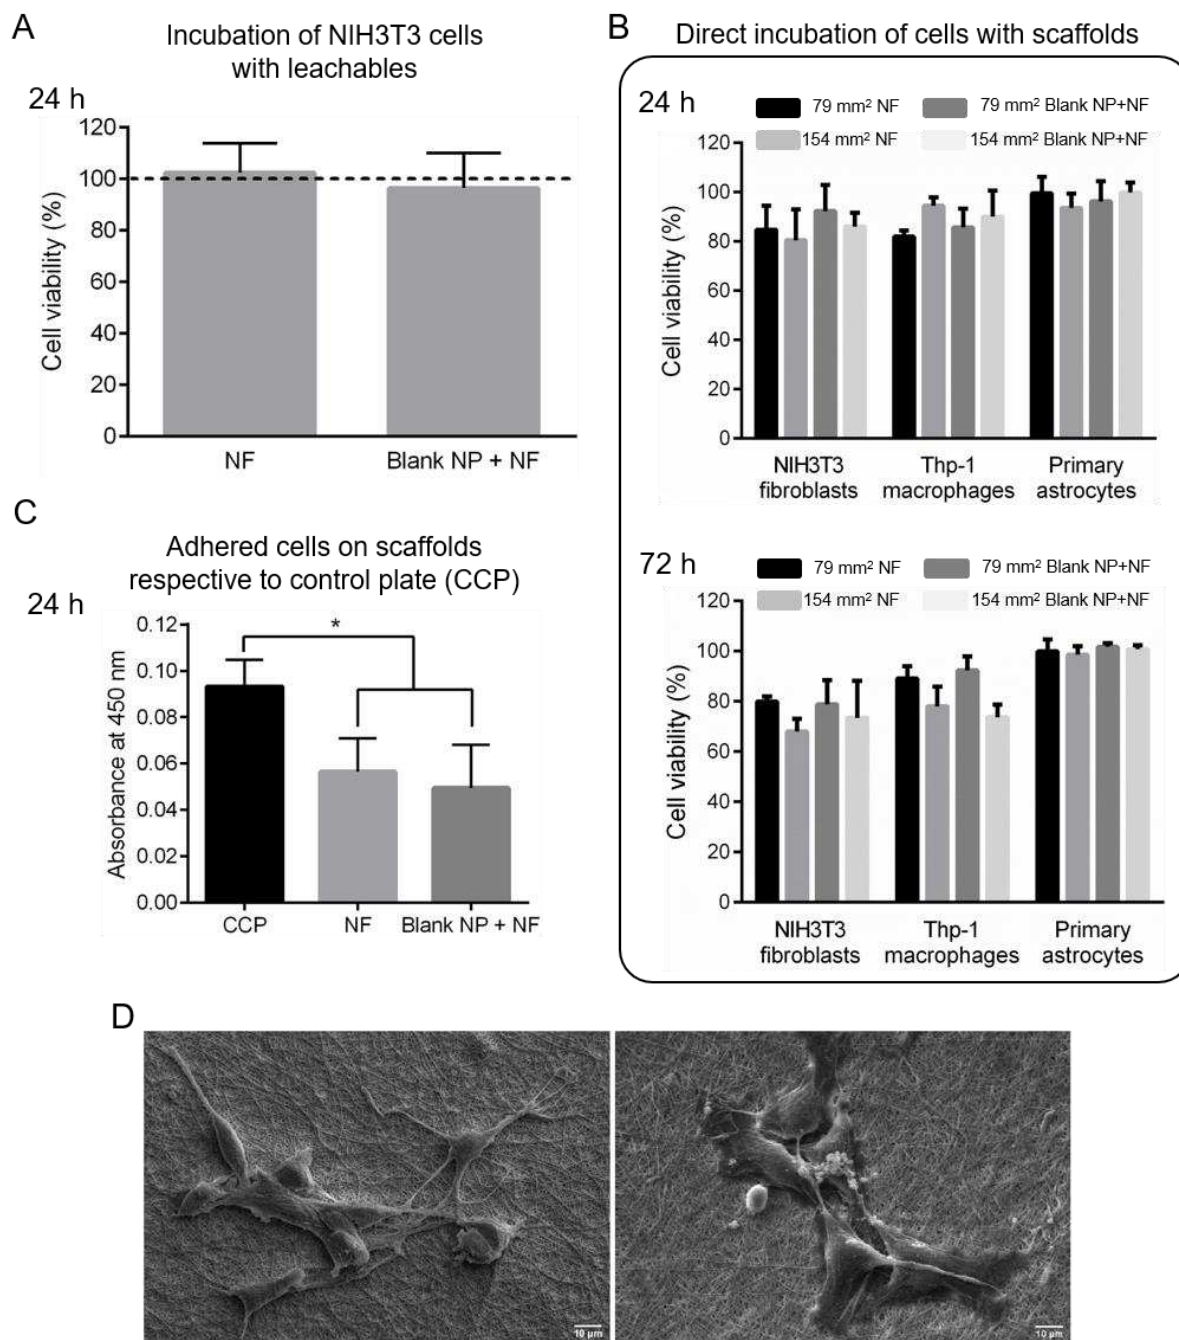 A
Incubation of NIH3T3 cells
with leachables
24 h
120
100
80
60
40
20
0
Cell viability (%)
NF
Blank NP + NF
B
Direct incubation of cells with scaffolds
24 h
79 mm² NF
79 mm² Blank NP+NF
154 mm² NF
154 mm² Blank NP+NF
120
100
80
60
40
20
0
Cell viability (%)
NIH3T3
fibroblasts
Thp-1
macrophages
Primary
astrocytes
72 h
79 mm² NF
79 mm² Blank NP+NF
154 mm² NF
154 mm² Blank NP+NF
120
100
80
60
40
20
0
Cell viability (%)
NIH3T3
fibroblasts
Thp-1
macrophages
Primary
astrocytes
C
Adhered cells on scaffolds
respective to control plate (CCP)
24 h
0.12
0.10
0.08
0.06
0.04
0.02
0.00
Absorbance at 450 nm
*
CCP
NF
Blank NP + NF
D
10 µm
10 µm